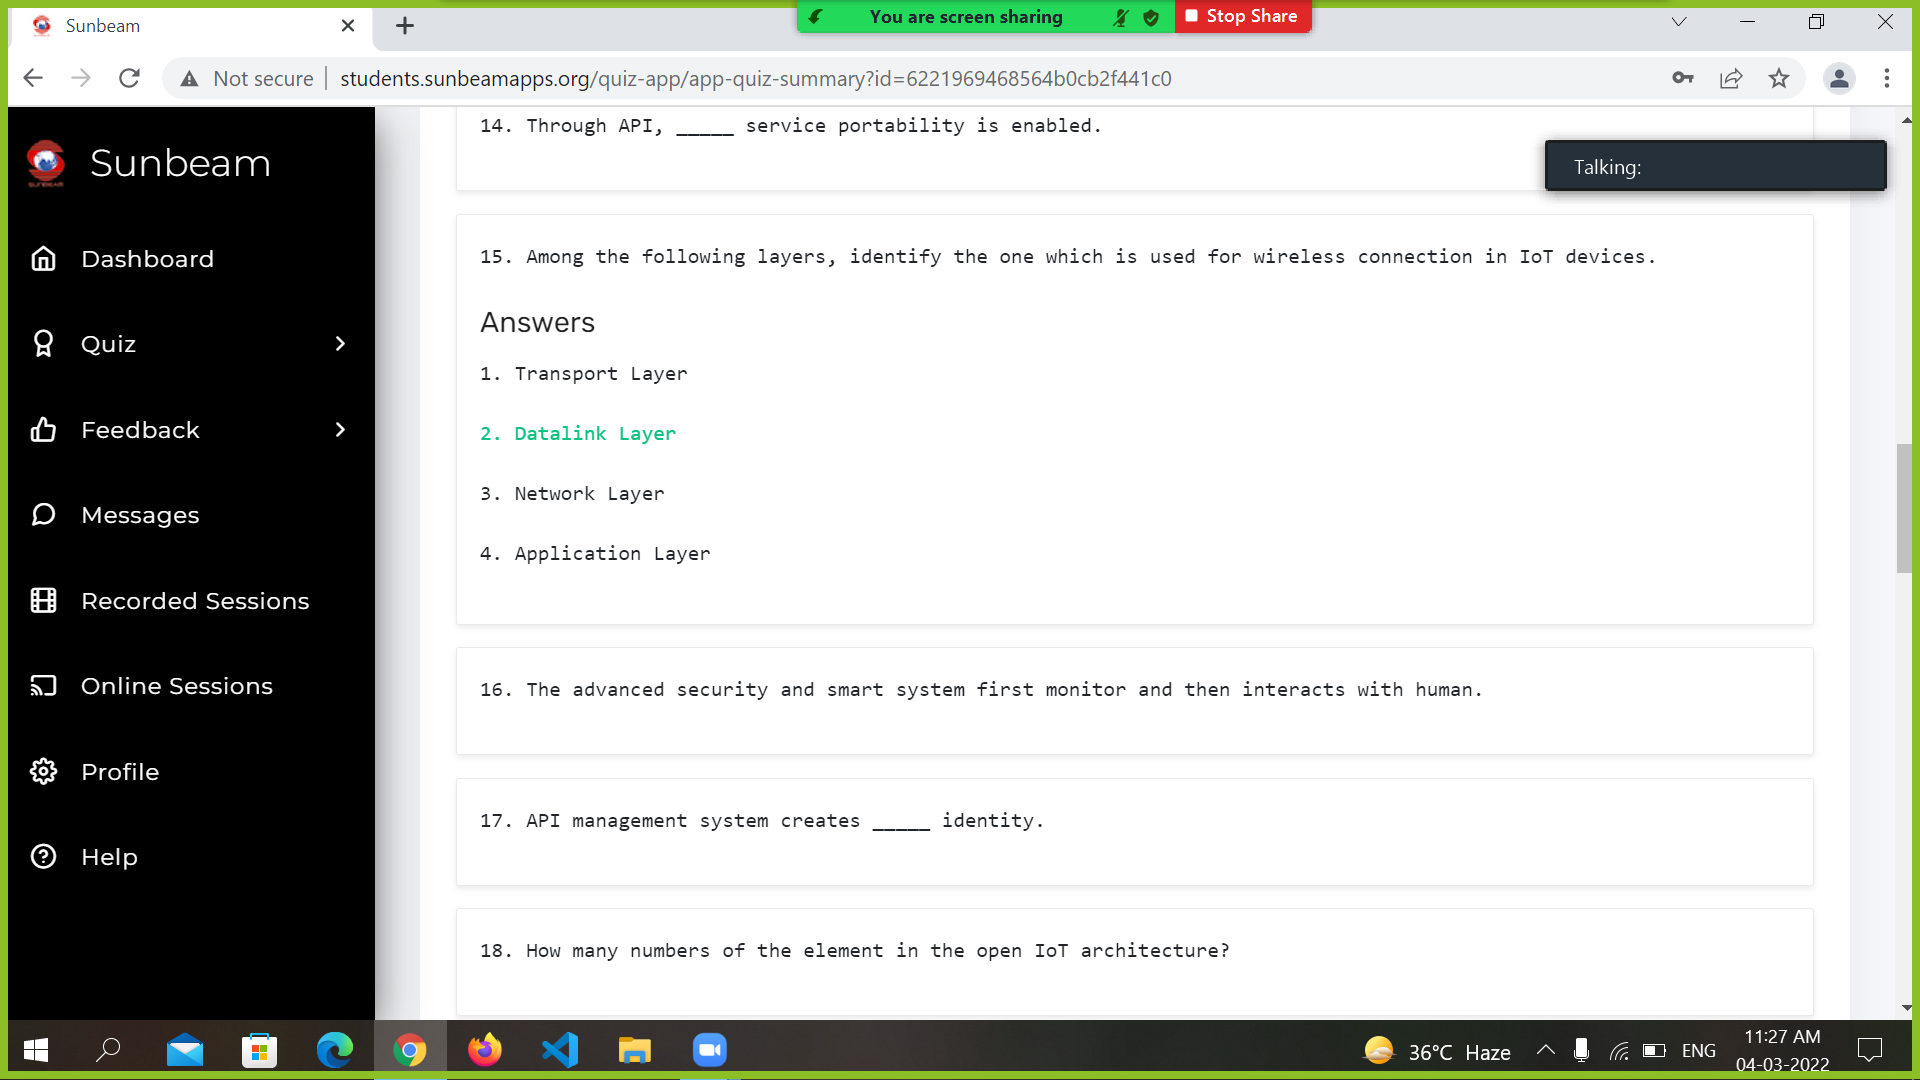 Sunbeam
You are screen sharing
Stop Share
Not secure
students.sunbeamapps.org/quiz-app/app-quiz-summary?id=6221969468564b0cb2f441c0
Sunbeam
Dashboard
Quiz
Feedback
Messages
Recorded Sessions
Online Sessions
Profile
Help
14. Through API, _____ service portability is enabled.
Talking:
15. Among the following layers, identify the one which is used for wireless connection in IoT devices.
Answers
1. Transport Layer
2. Datalink Layer
3. Network Layer
4. Application Layer
16. The advanced security and smart system first monitor and then interacts with human.
17. API management system creates _____ identity.
18. How many numbers of the element in the open IoT architecture?
36°C Haze
ENG
11:27 AM
04-03-2022